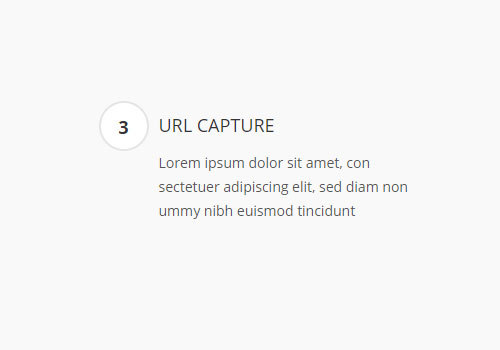 3
URL CAPTURE
Lorem ipsum dolor sit amet, con
sectetuer adipiscing elit, sed diam non
ummy nibh euismod tincidunt